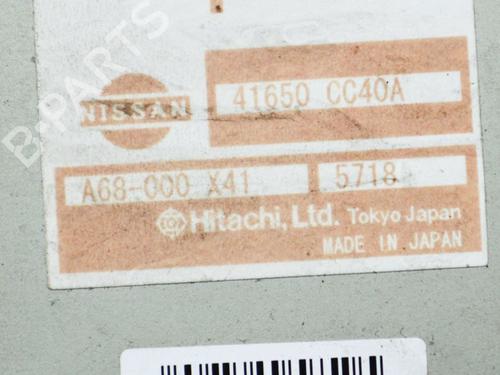 NISSAN
41650 CC40A
A68-000 X41
5718
Hitachi, Ltd. Tokyo Japan
MADE IN JAPAN
B-PARTS